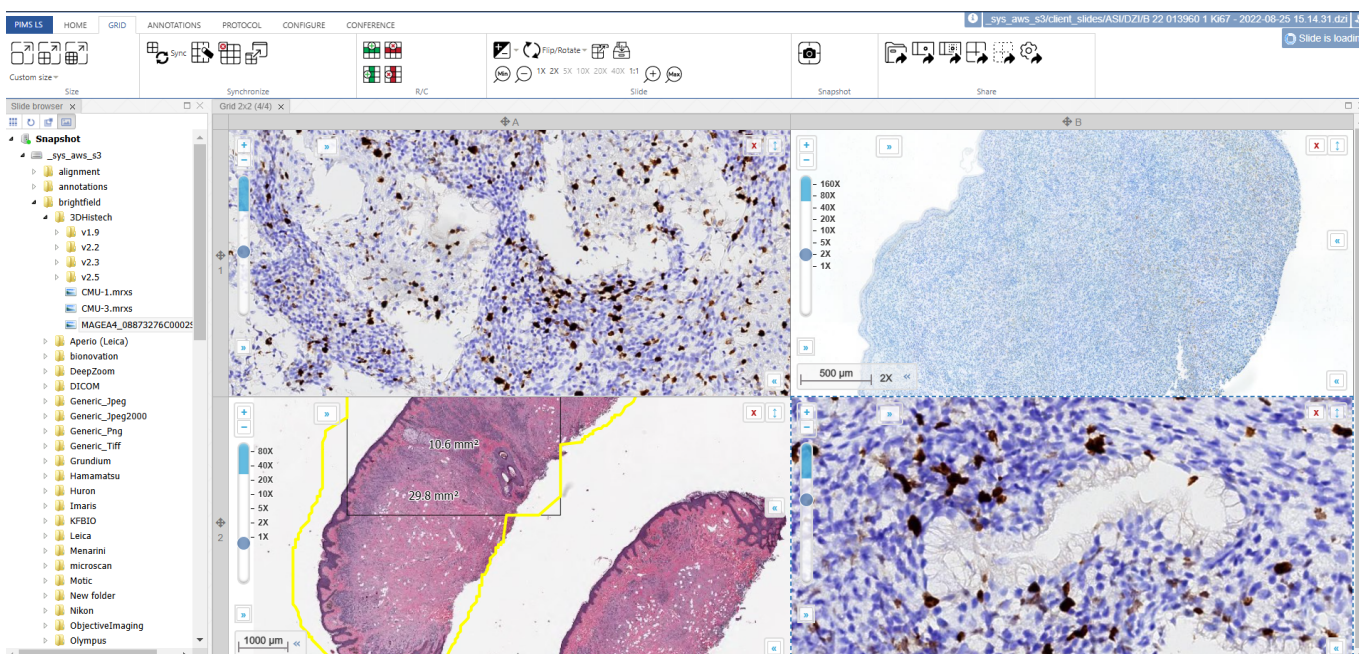 PIMS LS HOME GRID ANNOTATIONS PROTOCOL CONFIGURE CONFERENCE
_sys_aws_s3/client_slides/ASI/DZI/B 22 013960 1 Ki67 - 2022-08-25 15.14.31.dzi
Slide is loadin
Sync
Flip/Rotate
Custom size
Min 1X 2X 5X 10X 20X 40X 1:1 Max
Size Synchronize R/C Slide Snapshot Share
Slide browser x
Grid 2x2 (4/4) x
Snapshot
_sys_aws_s3
alignment
annotations
brightfield
3DHistech
v1.9
v2.2
v2.3
v2.5
CMU-1.mrxs
CMU-3.mrxs
MAGEA4_08873276C0002S
Aperio (Leica)
bionovation
DeepZoom
DICOM
Generic_Jpeg
Generic_Jpeg2000
Generic_Png
Generic_Tiff
Grundium
Hamamatsu
Huron
Imaris
KFBIO
Leica
Menarini
microscan
Motic
New folder
Nikon
ObjectiveImaging
Olympus
A B
1
2
X
X
160X
80X
40X
20X
10X
5X
2X
1X
500 µm 2X
X
X
80X
40X
20X
10X
5X
2X
1X
10.6 mm²
29.8 mm²
1000 µm